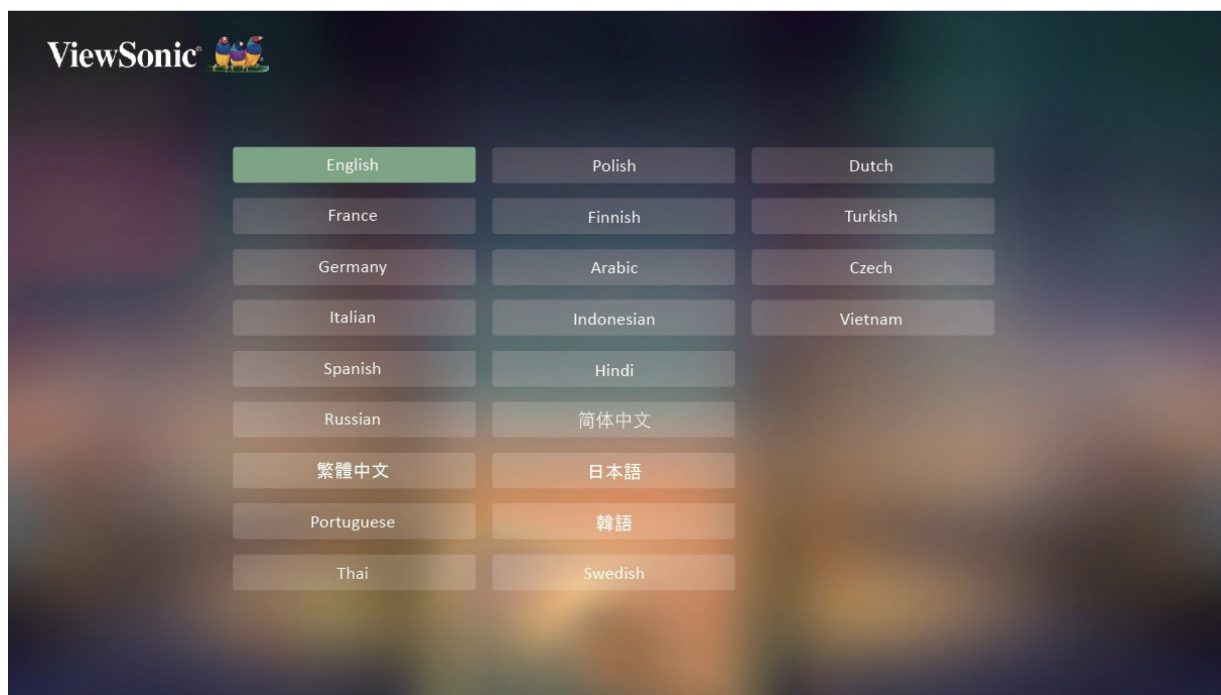 ViewSonic®
English
France
Germany
Italian
Spanish
Russian
繁體中文
Portuguese
Thai
Polish
Finnish
Arabic
Indonesian
Hindi
简体中文
日本語
韓語
Swedish
Dutch
Turkish
Czech
Vietnam